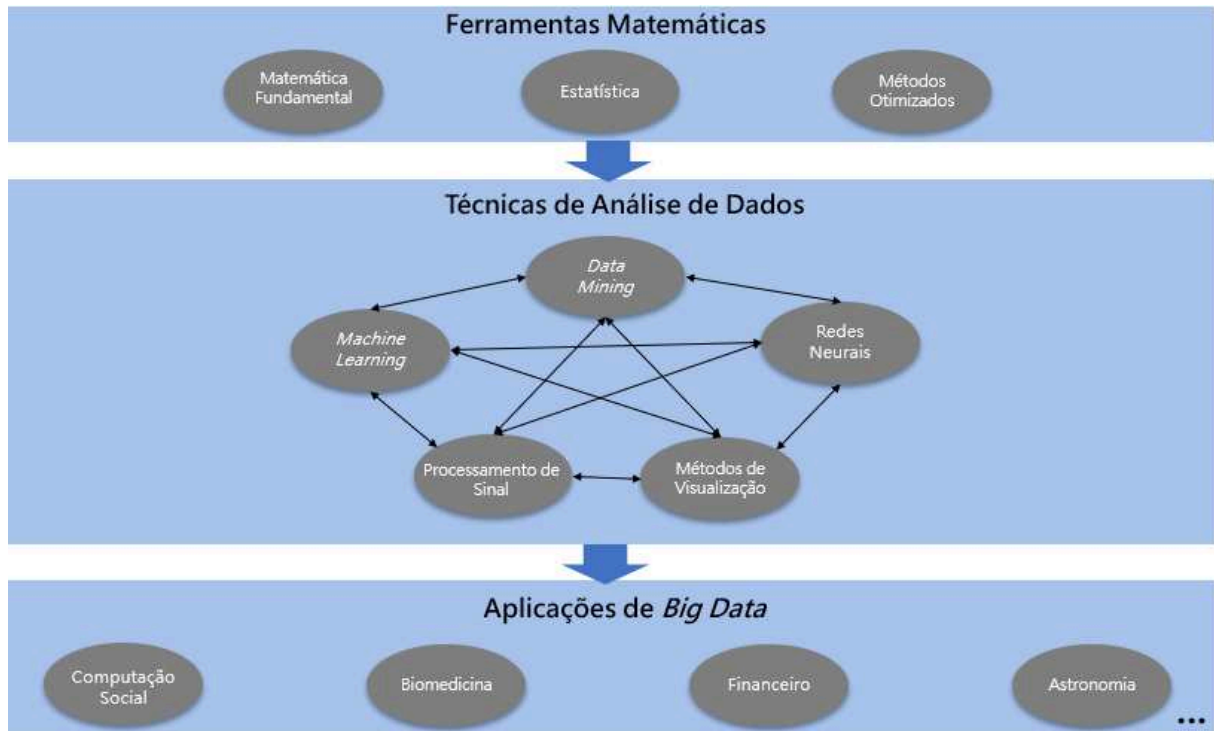 Ferramentas Matemáticas
Matemática
Fundamental
Estatística
Métodos
Otimizados
Técnicas de Análise de Dados
Data
Mining
Machine
Learning
Redes
Neurais
Processamento de
Sinal
Métodos de
Visualização
Aplicações de Big Data
Computação
Social
Biomedicina
Financeiro
Astronomia
...